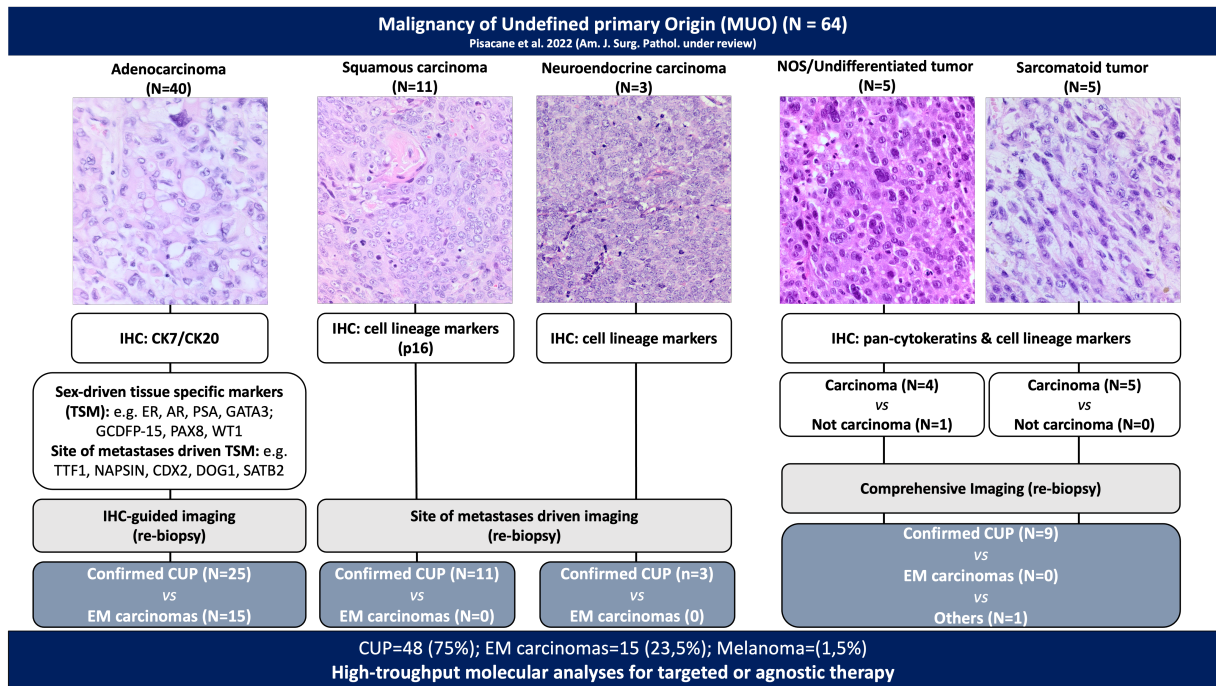 Malignancy of Undefined primary Origin (MUO) (N = 64)
Pisacane et al. 2022 (Am. J. Surg. Pathol. under review)
Adenocarcinoma
(N=40)
Squamous carcinoma
(N=11)
Neuroendocrine carcinoma
(N=3)
NOS/Undifferentiated tumor
(N=5)
Sarcomatoid tumor
(N=5)
IHC: CK7/CK20
IHC: cell lineage markers
(p16)
IHC: cell lineage markers
IHC: pan-cytokeratins & cell lineage markers
Sex-driven tissue specific markers
(TSM): e.g. ER, AR, PSA, GATA3;
GCDFP-15, PAX8, WT1
Site of metastases driven TSM: e.g.
TTF1, NAPSIN, CDX2, DOG1, SATB2
Carcinoma (N=4)
vs
Not carcinoma (N=1)
Carcinoma (N=5)
vs
Not carcinoma (N=0)
IHC-guided imaging
(re-biopsy)
Site of metastases driven imaging
(re-biopsy)
Comprehensive Imaging (re-biopsy)
Confirmed CUP (N=25)
vs
EM carcinomas (N=15)
Confirmed CUP (N=11)
vs
EM carcinomas (N=0)
Confirmed CUP (n=3)
vs
EM carcinomas (0)
Confirmed CUP (N=9)
vs
EM carcinomas (N=0)
vs
Others (N=1)
CUP=48 (75%); EM carcinomas=15 (23,5%); Melanoma=(1,5%)
High-troughput molecular analyses for targeted or agnostic therapy